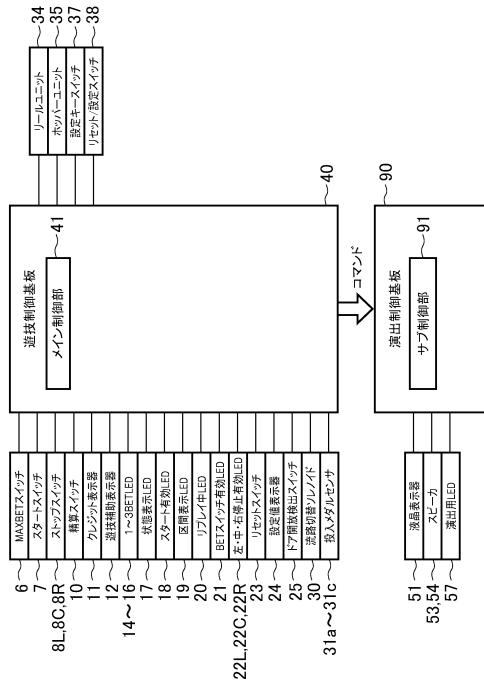 34 リールユニット
35 ホッパーユニット
37 設定キースイッチ
38 リセット/設定スイッチ
遊技制御基板
40
メイン制御部
41
コマンド
演出制御基板
90
サブ制御部
91
6 MAXBETスイッチ
7 スタートスイッチ
8L,8C,8R ストップスイッチ
10 精算スイッチ
11 クレジット表示器
12 遊技補助表示器
14～16 1～3BETLED
17 状態表示LED
18 スタート有効LED
19 区間表示LED
20 リプレイ中LED
21 BETスイッチ有効LED
22L,22C,22R 左・中・右停止有効LED
23 リセットスイッチ
24 設定値表示器
25 ドア開放検出スイッチ
30 流路切替ソレノイド
31a～31c 投入メダルセンサ
51 液晶表示器
53,54 スピーカ
57 演出用LED